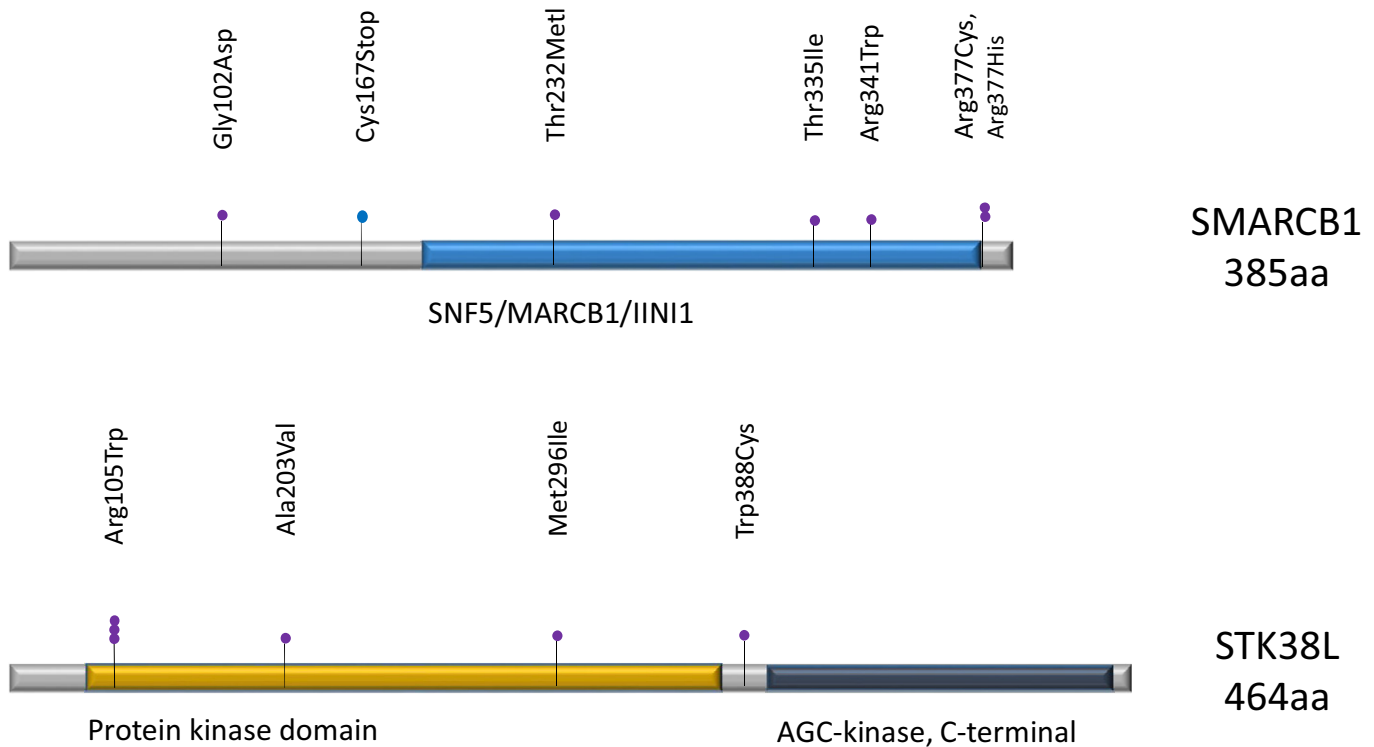 Gly102Asp
Cys167Stop
Thr232Metl
Thr335Ile
Arg341Trp
Arg377Cys,
Arg377His
SMARCB1
385aa
SNF5/MARCB1/IINI1
Arg105Trp
Ala203Val
Met296Ile
Trp388Cys
STK38L
464aa
Protein kinase domain
AGC-kinase, C-terminal